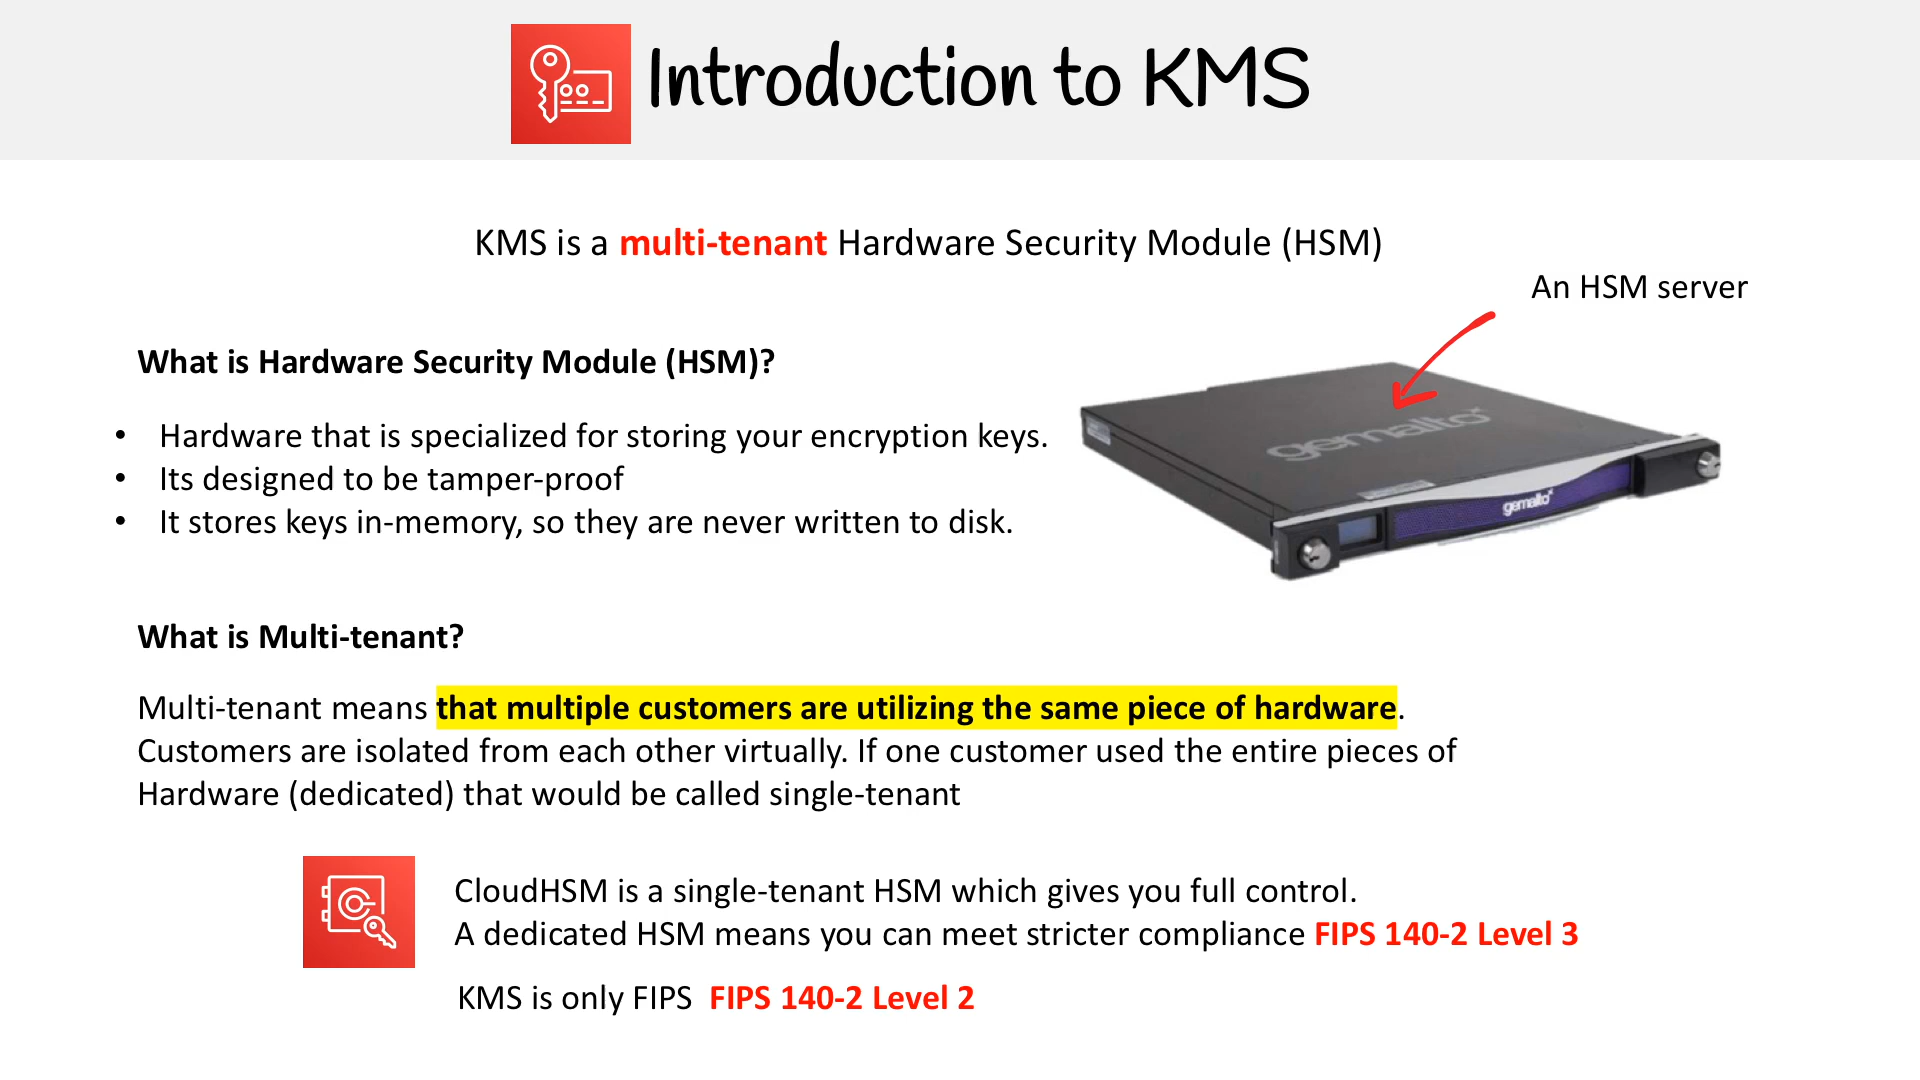 Introduction to KMS
KMS is a multi-tenant Hardware Security Module (HSM)
An HSM server
What is Hardware Security Module (HSM)?
• Hardware that is specialized for storing your encryption keys.
• Its designed to be tamper-proof
• It stores keys in-memory, so they are never written to disk.
gemalto
gemalto
What is Multi-tenant?
Multi-tenant means that multiple customers are utilizing the same piece of hardware.
Customers are isolated from each other virtually. If one customer used the entire pieces of
Hardware (dedicated) that would be called single-tenant
CloudHSM is a single-tenant HSM which gives you full control.
A dedicated HSM means you can meet stricter compliance FIPS 140-2 Level 3
KMS is only FIPS FIPS 140-2 Level 2